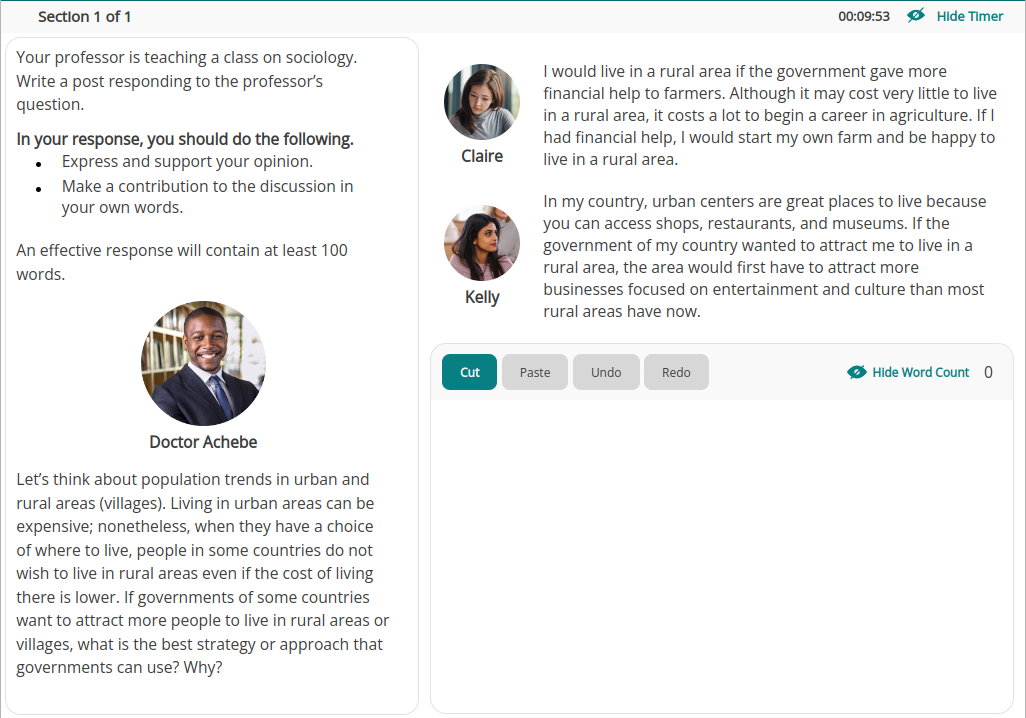 Section 1 of 1
00:09:53 Hide Timer
Your professor is teaching a class on sociology.
Write a post responding to the professor’s
question.
In your response, you should do the following.
• Express and support your opinion.
• Make a contribution to the discussion in
your own words.
An effective response will contain at least 100
words.
Doctor Achebe
Let’s think about population trends in urban and
rural areas (villages). Living in urban areas can be
expensive; nonetheless, when they have a choice
of where to live, people in some countries do not
wish to live in rural areas even if the cost of living
there is lower. If governments of some countries
want to attract more people to live in rural areas or
villages, what is the best strategy or approach that
governments can use? Why?
I would live in a rural area if the government gave more
financial help to farmers. Although it may cost very little to live
in a rural area, it costs a lot to begin a career in agriculture. If I
had financial help, I would start my own farm and be happy to
live in a rural area.
Claire
In my country, urban centers are great places to live because
you can access shops, restaurants, and museums. If the
government of my country wanted to attract me to live in a
rural area, the area would first have to attract more
businesses focused on entertainment and culture than most
rural areas have now.
Kelly
Cut Paste Undo Redo Hide Word Count 0